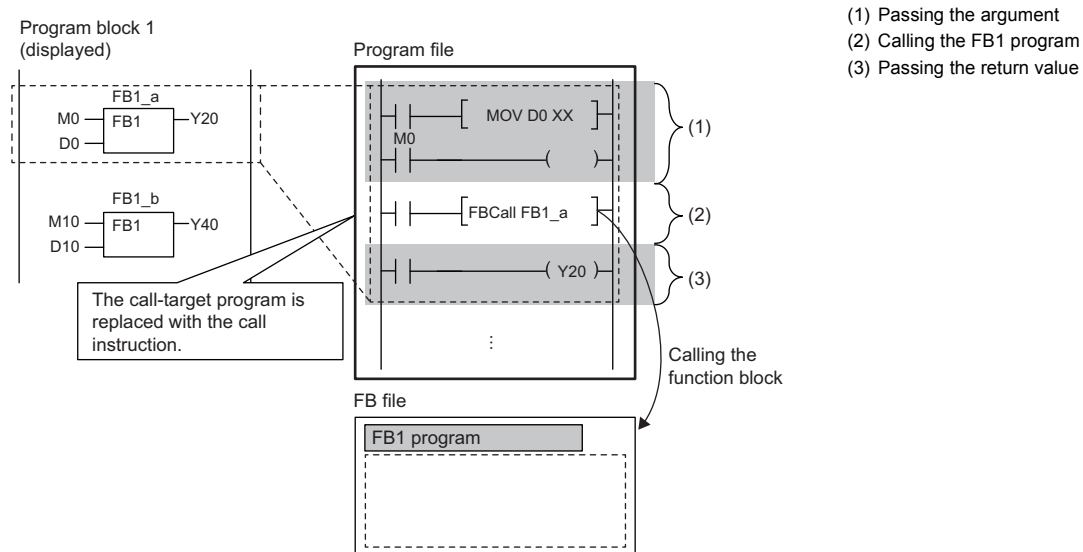 Program block 1
(displayed)
FB1_a
M0
FB1
Y20
D0
FB1_b
M10
FB1
Y40
D10
The call-target program is
replaced with the call
instruction.
Program file
MOV D0 XX
M0
(1)
FBCall FB1_a
(2)
Y20
(3)
⋮
Calling the
function block
FB file
FB1 program
(1) Passing the argument
(2) Calling the FB1 program
(3) Passing the return value